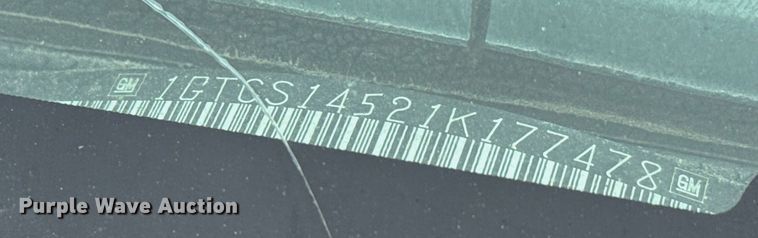 GM 1GTCS14521K177478 GM
Purple Wave Auction